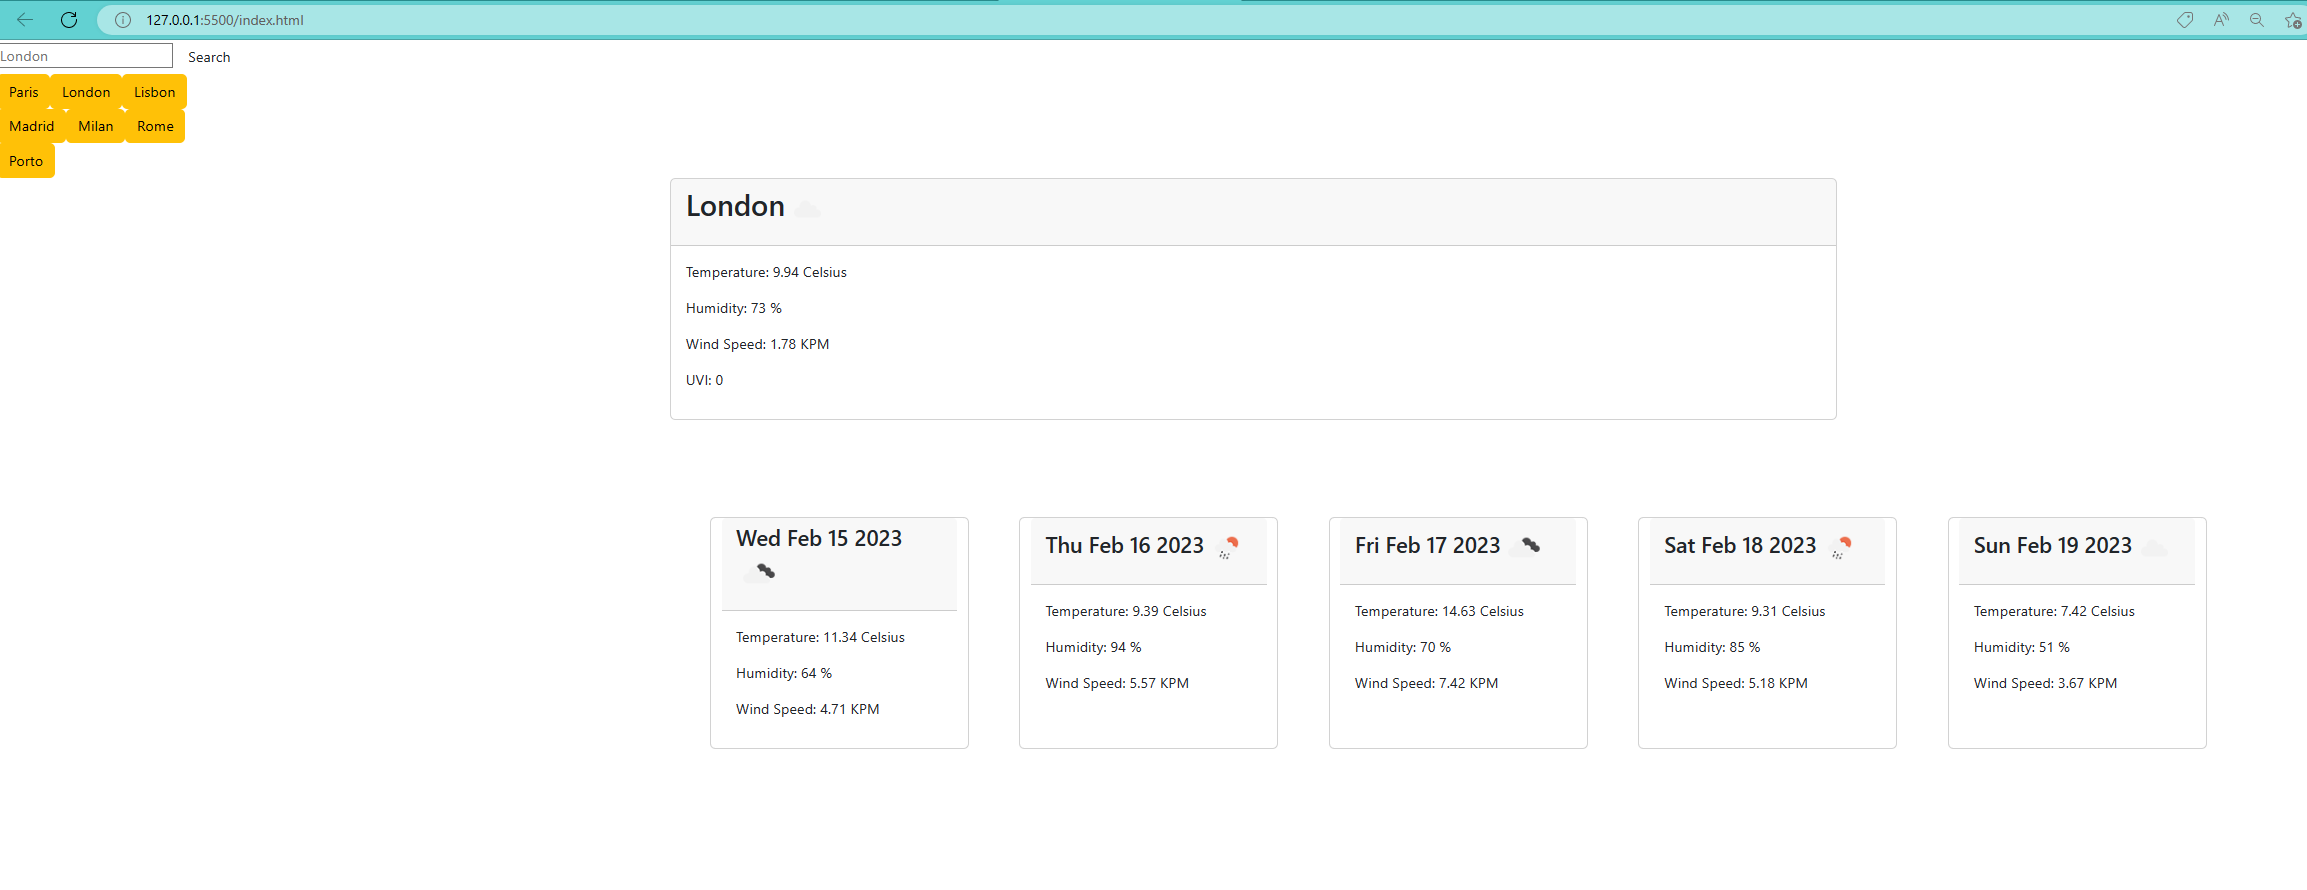 127.0.0.1:5500/index.html
London Search
Paris London Lisbon
Madrid Milan Rome
Porto
London
Temperature: 9.94 Celsius
Humidity: 73 %
Wind Speed: 1.78 KPM
UVI: 0
Wed Feb 15 2023
Temperature: 11.34 Celsius
Humidity: 64 %
Wind Speed: 4.71 KPM
Thu Feb 16 2023
Temperature: 9.39 Celsius
Humidity: 94 %
Wind Speed: 5.57 KPM
Fri Feb 17 2023
Temperature: 14.63 Celsius
Humidity: 70 %
Wind Speed: 7.42 KPM
Sat Feb 18 2023
Temperature: 9.31 Celsius
Humidity: 85 %
Wind Speed: 5.18 KPM
Sun Feb 19 2023
Temperature: 7.42 Celsius
Humidity: 51 %
Wind Speed: 3.67 KPM